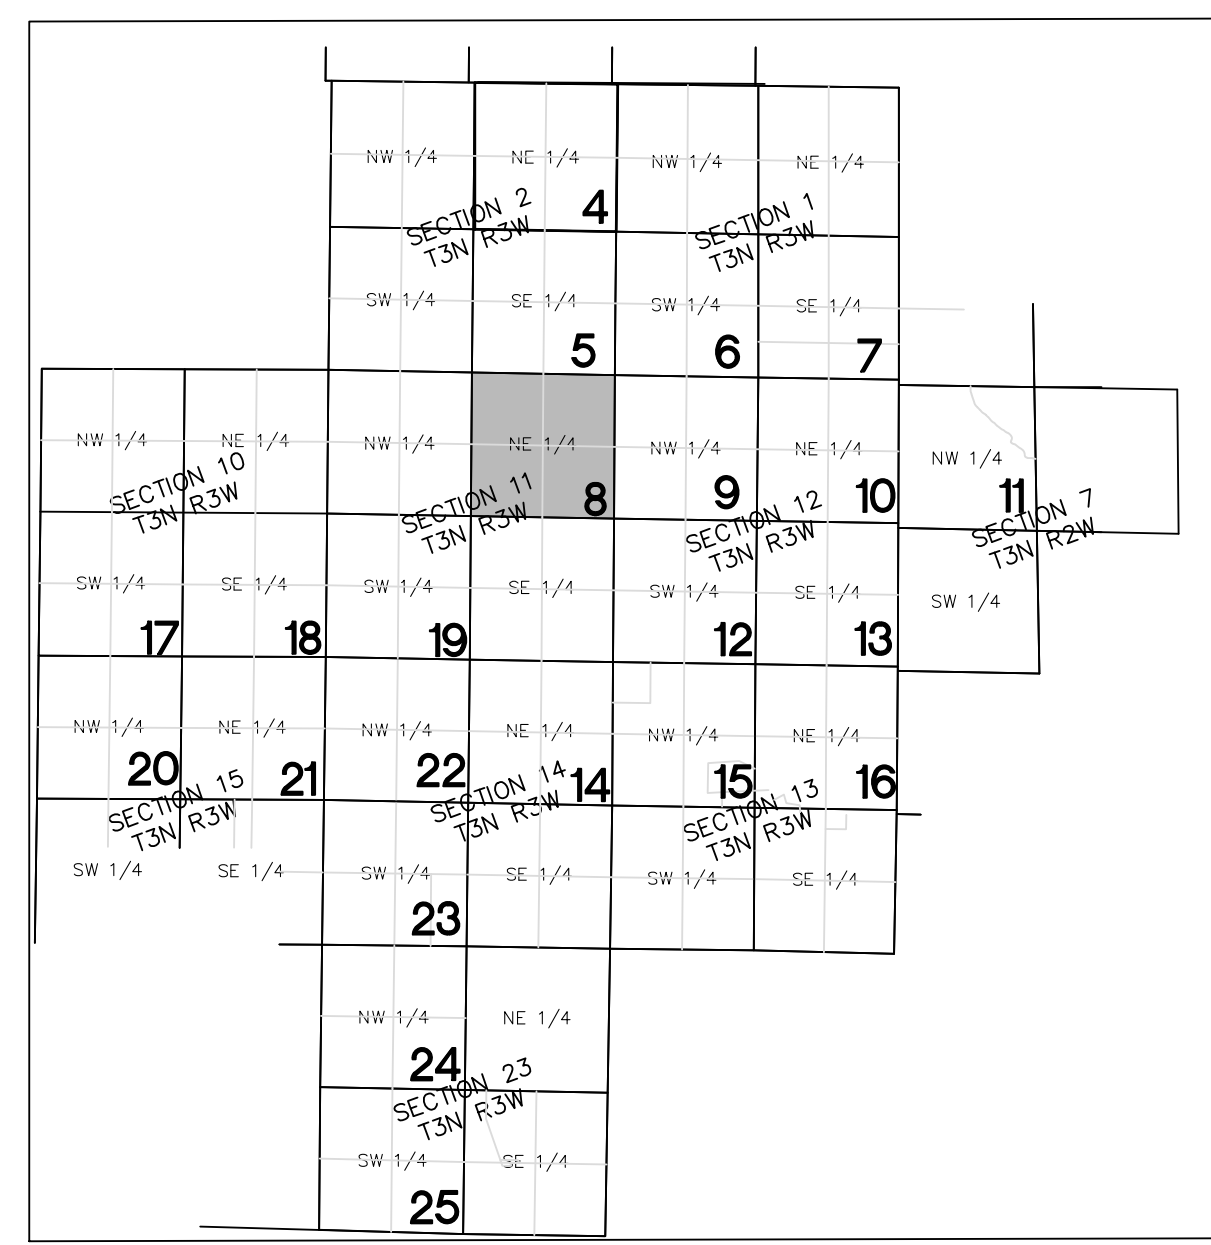 NW 1/4 NE 1/4 NW 1/4 NE 1/4
4
SECTION 2 SECTION 1
T3N R3W T3N R3W
SW 1/4 SE 1/4 SW 1/4 SE 1/4
5 6 7
NW 1/4 NE 1/4 NW 1/4 NE 1/4 NW 1/4 NE 1/4 NW 1/4
8 9 10 11
SECTION 10 SECTION 11 SECTION 12 SECTION 7
T3N R3W T3N R3W T3N R3W T3N R2W
SW 1/4 SE 1/4 SW 1/4 SE 1/4 SW 1/4 SE 1/4 SW 1/4
17 18 19 12 13
NW 1/4 NE 1/4 NW 1/4 NE 1/4 NW 1/4 NE 1/4
20 21 22 14 15 16
SECTION 15 SECTION 14 SECTION 13
T3N R3W T3N R3W T3N R3W
SW 1/4 SE 1/4 SW 1/4 SE 1/4 SW 1/4 SE 1/4
23
NW 1/4 NE 1/4
24
SECTION 23
T3N R3W
SW 1/4 SE 1/4
25